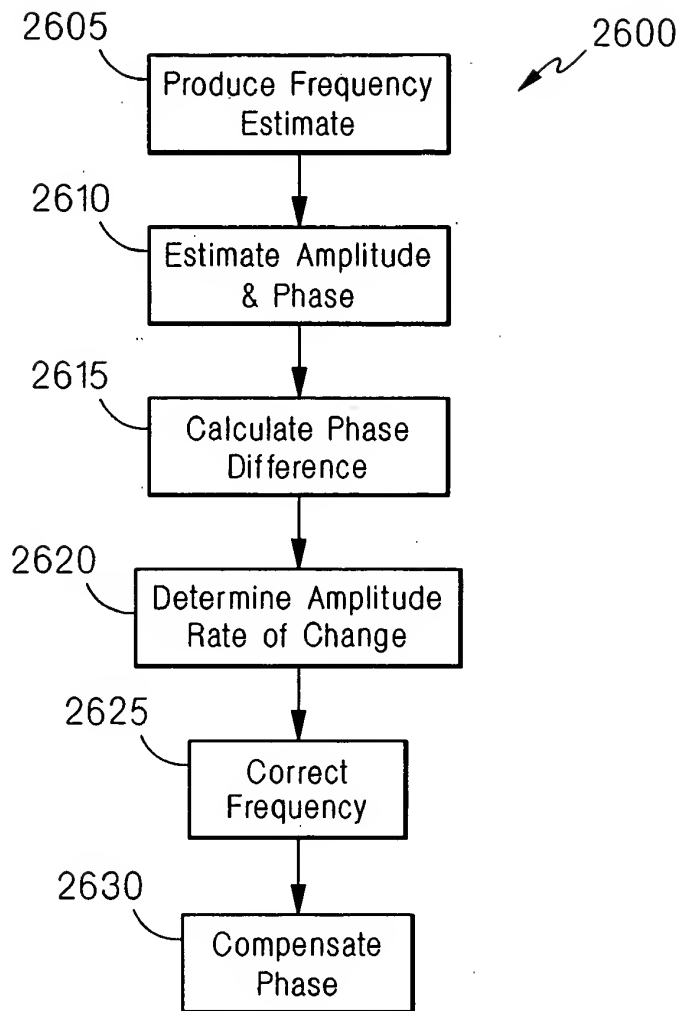 2605
2600
Produce Frequency
Estimate
2610
Estimate Amplitude
& Phase
2615
Calculate Phase
Difference
2620
Determine Amplitude
Rate of Change
2625
Correct
Frequency
2630
Compensate
Phase